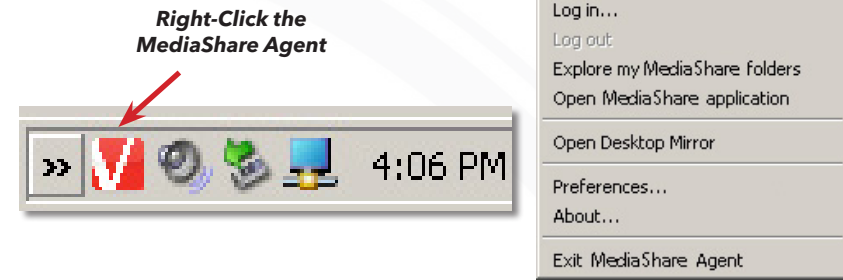 Right-Click the
MediaShare Agent
»
4:06 PM
Log in...
Log out
Explore my MediaShare folders
Open MediaShare application
Open Desktop Mirror
Preferences...
About...
Exit MediaShare Agent